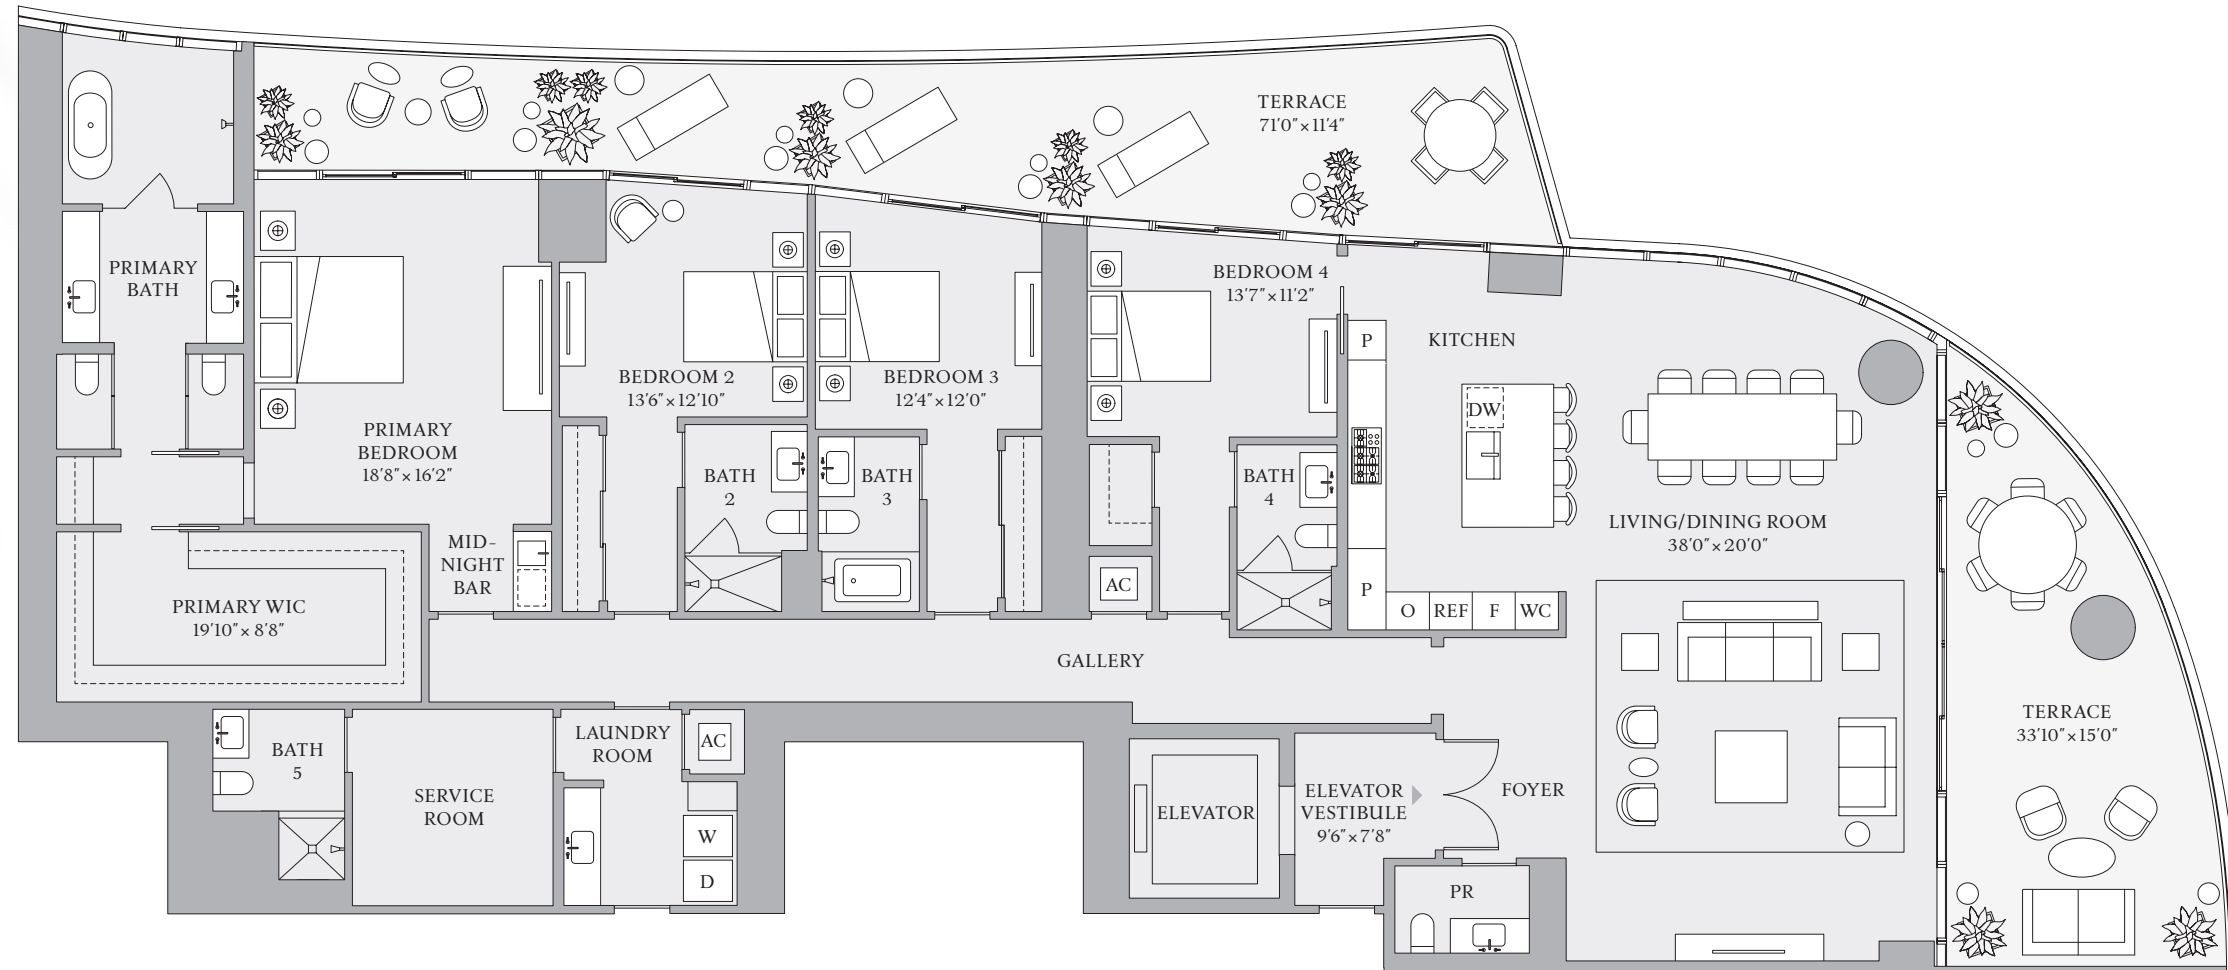 TERRACE
71'0"×11'4"
PRIMARY
BATH
BEDROOM 4
13'7"×11'2"
KITCHEN
P
BEDROOM 2
13'6"×12'10"
BEDROOM 3
12'4"×12'0"
DW
PRIMARY
BEDROOM
18'8"×16'2"
BATH
2
BATH
3
BATH
4
LIVING/DINING ROOM
38'0"×20'0"
MID-
NIGHT
BAR
AC
P
O
REF
F
WC
PRIMARY WIC
19'10"×8'8"
GALLERY
TERRACE
33'10"×15'0"
LAUNDRY
ROOM
AC
BATH
5
SERVICE
ROOM
ELEVATOR
ELEVATOR
VESTIBULE
9'6"×7'8"
FOYER
W
D
PR